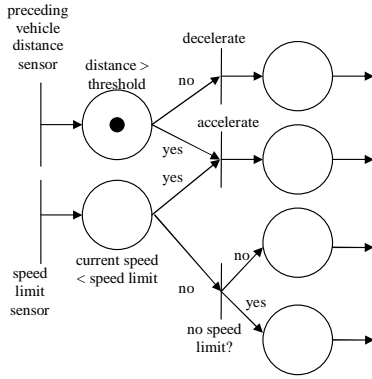 preceding
vehicle
distance
sensor
distance >
threshold
decelerate
no
accelerate
yes
yes
current speed
< speed limit
speed
limit
sensor
no
no
yes
no speed
limit?